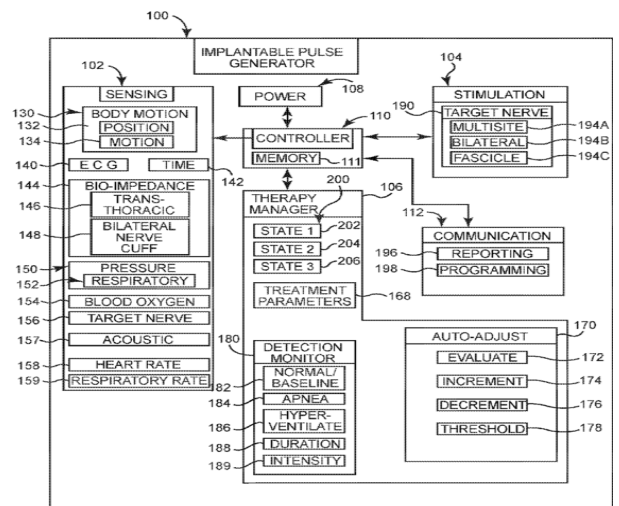 100
IMPLANTABLE PULSE
GENERATOR
102
SENSING
130
BODY MOTION
132
POSITION
134
MOTION
140
E C G
TIME
142
144
BIO-IMPEDANCE
146
TRANS-
THORACIC
148
BILATERAL
NERVE
CUFF
150
PRESSURE
152
RESPIRATORY
154
BLOOD OXYGEN
156
TARGET NERVE
157
ACOUSTIC
158
HEART RATE
159
RESPIRATORY RATE
POWER
108
110
CONTROLLER
MEMORY
111
104
STIMULATION
190
TARGET NERVE
MULTISITE
194A
BILATERAL
194B
FASCICLE
194C
112
COMMUNICATION
196
REPORTING
198
PROGRAMMING
THERAPY
MANAGER
106
200
STATE 1
202
STATE 2
204
STATE 3
206
TREATMENT
PARAMETERS
168
180
DETECTION
MONITOR
182
NORMAL/
BASELINE
184
APNEA
186
HYPER-
VENTILATE
188
DURATION
189
INTENSITY
AUTO-ADJUST
170
EVALUATE
172
INCREMENT
174
DECREMENT
176
THRESHOLD
178